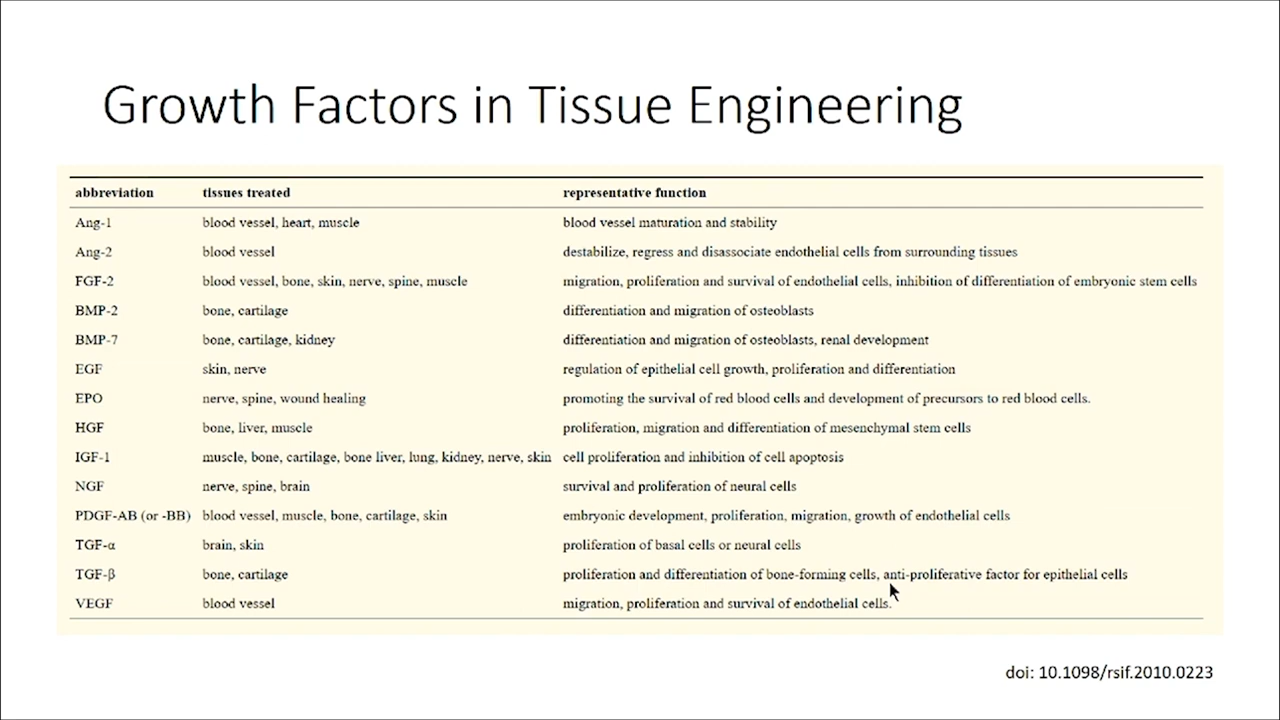 Growth Factors in Tissue Engineering
abbreviation tissues treated representative function
Ang-1 blood vessel, heart, muscle blood vessel maturation and stability
Ang-2 blood vessel destabilize, regress and disassociate endothelial cells from surrounding tissues
FGF-2 blood vessel, bone, skin, nerve, spine, muscle migration, proliferation and survival of endothelial cells, inhibition of differentiation of embryonic stem cells
BMP-2 bone, cartilage differentiation and migration of osteoblasts
BMP-7 bone, cartilage, kidney differentiation and migration of osteoblasts, renal development
EGF skin, nerve regulation of epithelial cell growth, proliferation and differentiation
EPO nerve, spine, wound healing promoting the survival of red blood cells and development of precursors to red blood cells.
HGF bone, liver, muscle proliferation, migration and differentiation of mesenchymal stem cells
IGF-1 muscle, bone, cartilage, bone liver, lung, kidney, nerve, skin cell proliferation and inhibition of cell apoptosis
NGF nerve, spine, brain survival and proliferation of neural cells
PDGF-AB (or -BB) blood vessel, muscle, bone, cartilage, skin embryonic development, proliferation, migration, growth of endothelial cells
TGF-α brain, skin proliferation of basal cells or neural cells
TGF-β bone, cartilage proliferation and differentiation of bone-forming cells, anti-proliferative factor for epithelial cells
VEGF blood vessel migration, proliferation and survival of endothelial cells.
doi: 10.1098/rsif.2010.0223